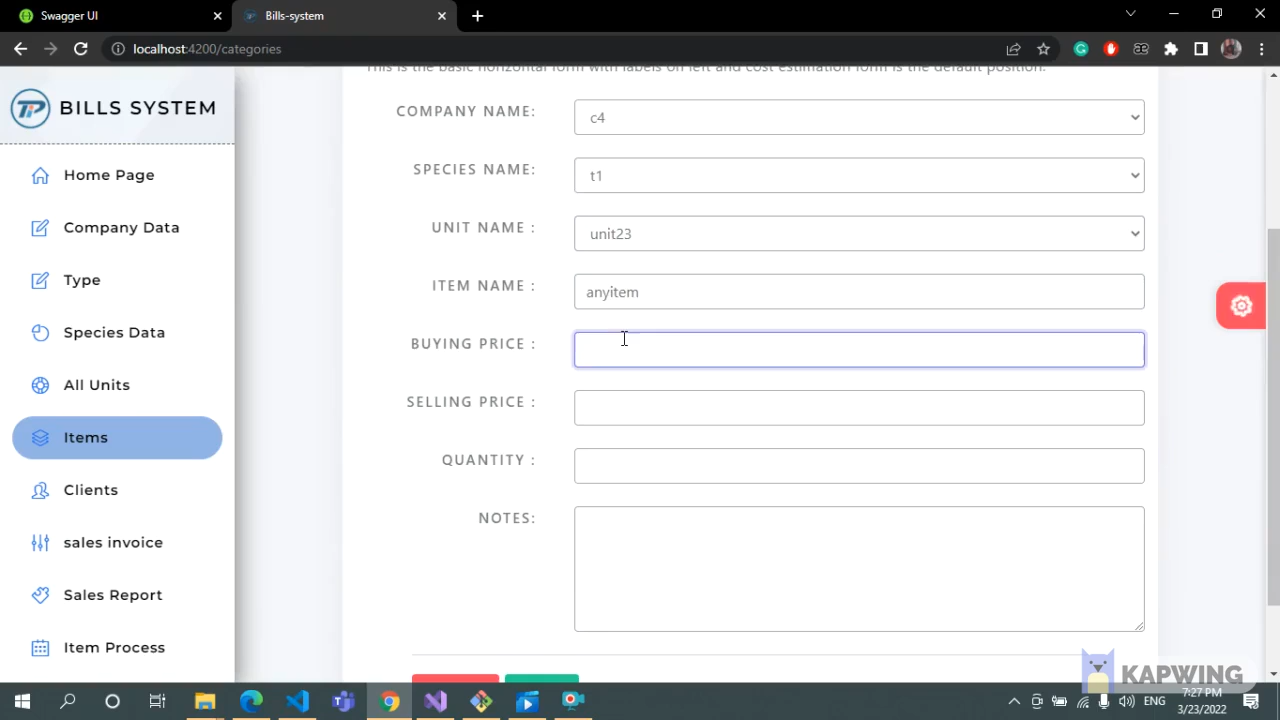 Swagger UI
Bills-system
localhost:4200/categories
This is the basic horizontal form with labels on left and cost estimation form is the default position.
BILLS SYSTEM
Home Page
Company Data
Type
Species Data
All Units
Items
Clients
sales invoice
Sales Report
Item Process
COMPANY NAME:
c4
SPECIES NAME:
t1
UNIT NAME :
unit23
ITEM NAME :
anyitem
BUYING PRICE :
SELLING PRICE :
QUANTITY :
NOTES:
KAPWING
ENG
7:27 PM
3/23/2022